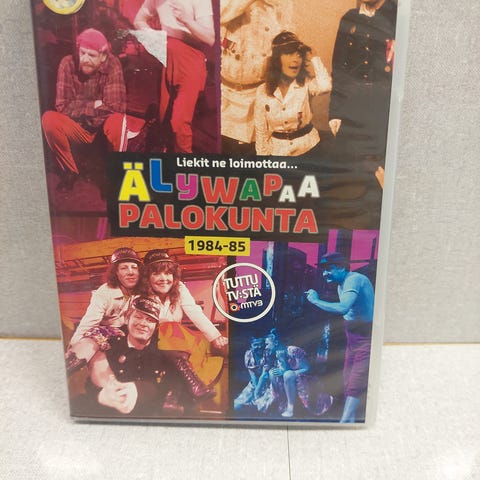 Liekit ne loimottaa...
ÄLyWAPAA
PALOKUNTA
1984-85
TUTTU
TV:STÄ
MTV3